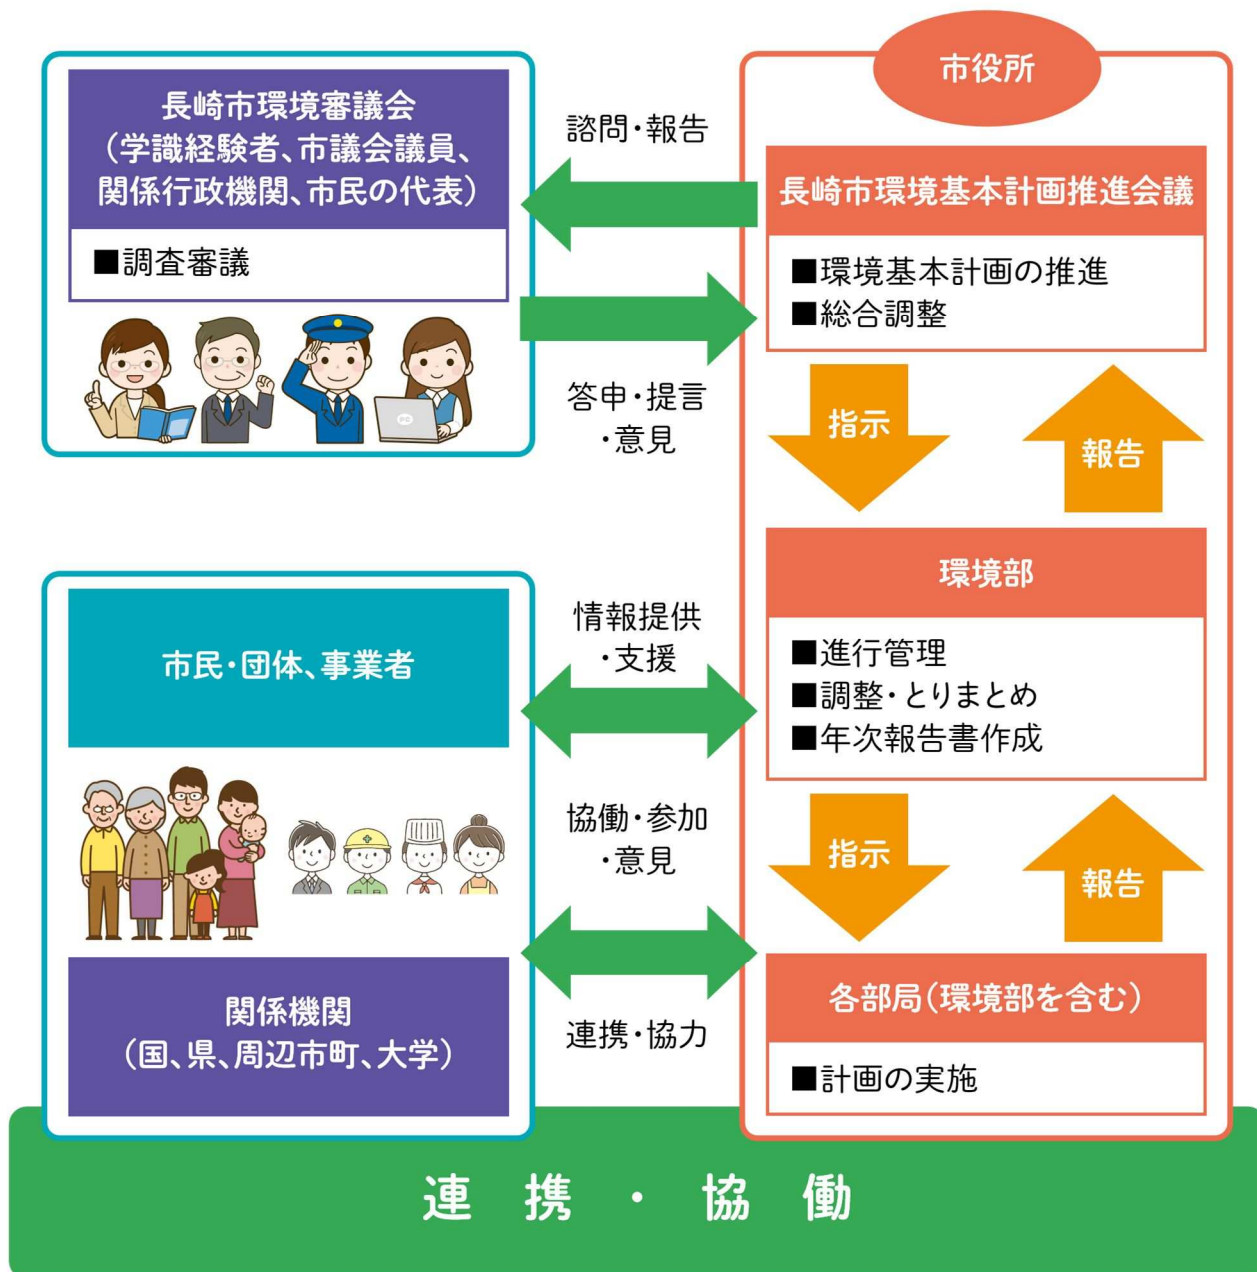 市役所
長崎市環境審議会
（学識経験者、市議会議員、
関係行政機関、市民の代表）
■調査審議
諮問・報告
答申・提言
・意見
長崎市環境基本計画推進会議
■環境基本計画の推進
■総合調整
指示
報告
環境部
■進行管理
■調整・とりまとめ
■年次報告書作成
指示
報告
各部局（環境部を含む）
■計画の実施
市民・団体、事業者
情報提供
・支援
協働・参加
・意見
連携・協力
関係機関
（国、県、周辺市町、大学）
連携・協働
PC